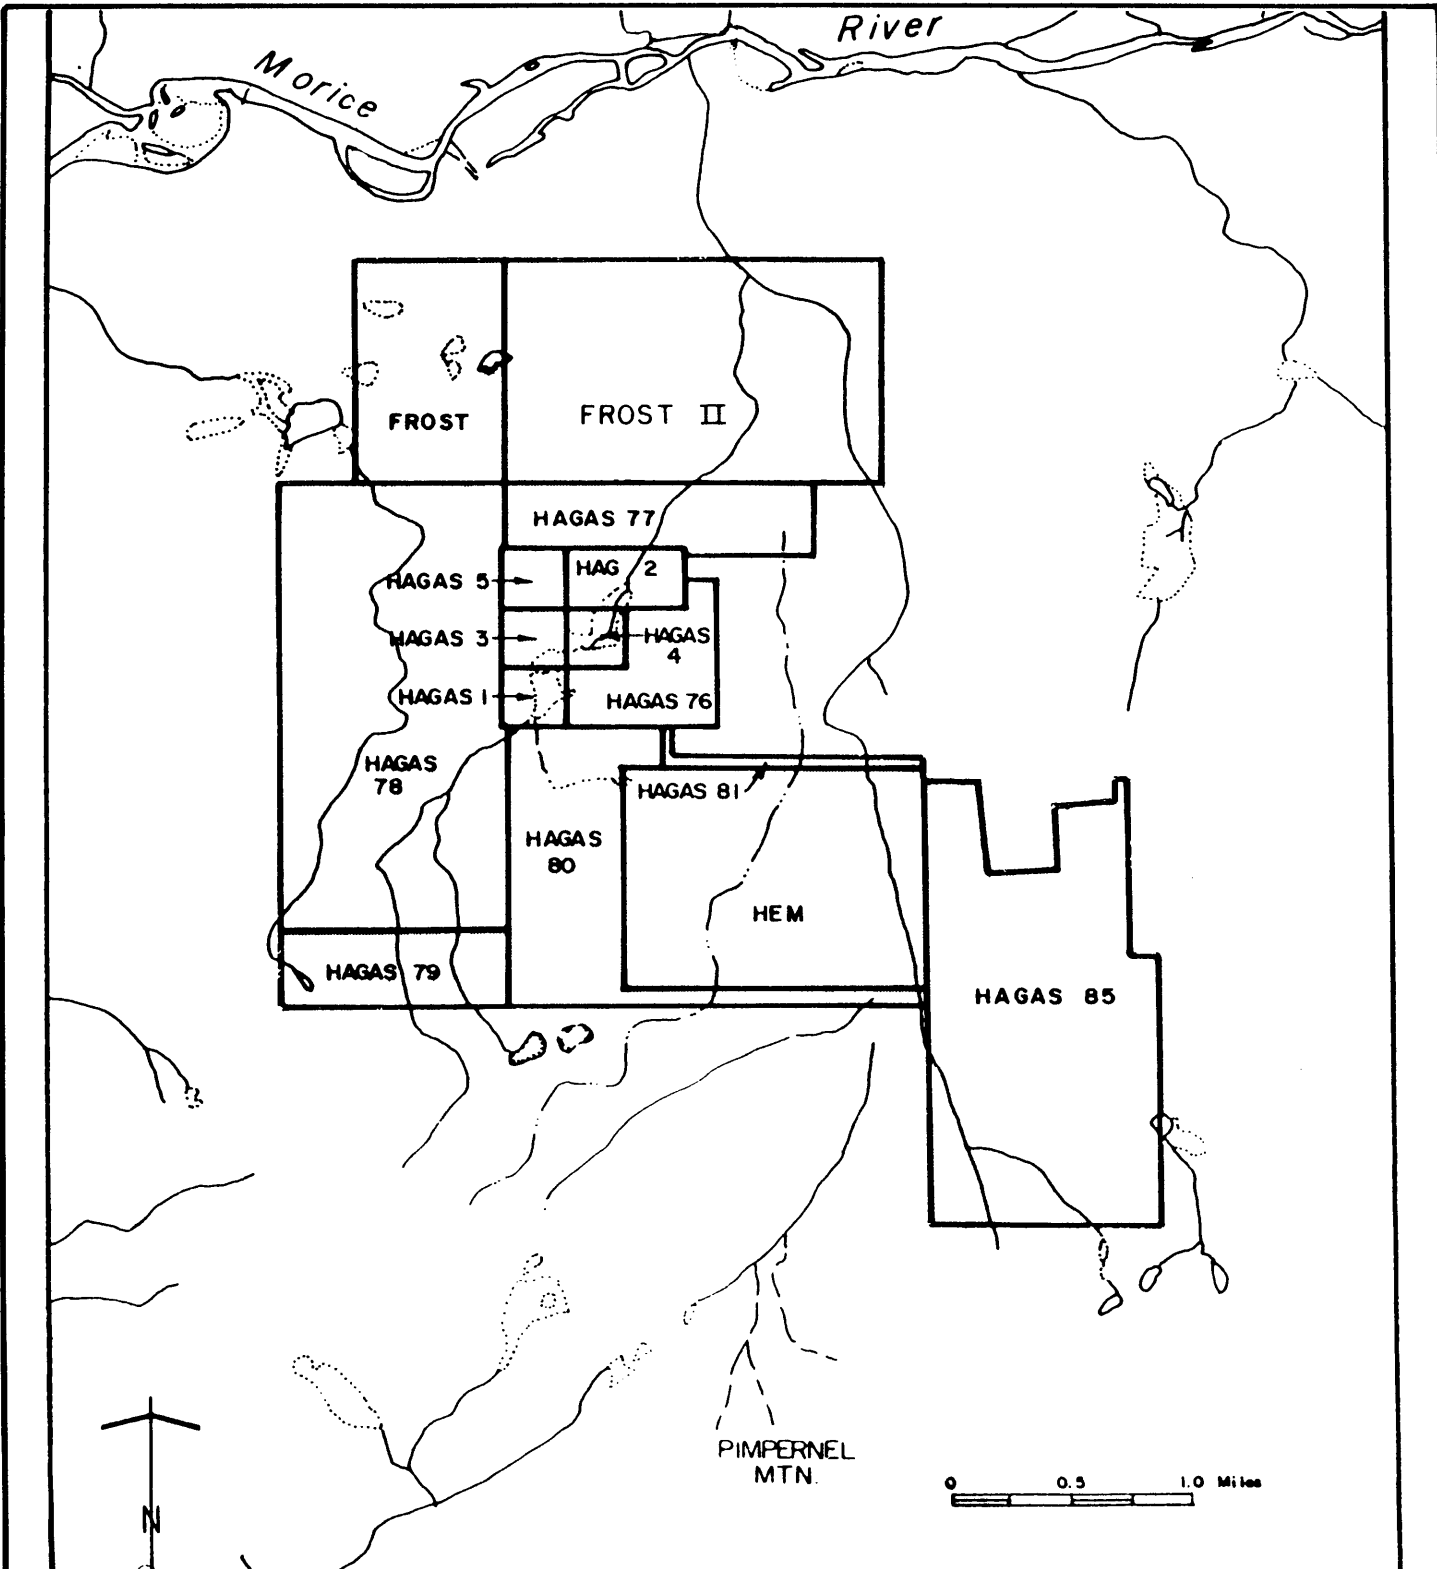 River
Morice
FROST
FROST II
HAGAS 77
HAGAS 5
HAG 2
HAGAS 3
HAGAS
4
HAGAS 1
HAGAS 76
HAGAS
78
HAGAS 81
HAGAS
80
HEM
HAGAS 79
HAGAS 85
PIMPERNEL
MTN.
0 0.5 1.0 Miles
N